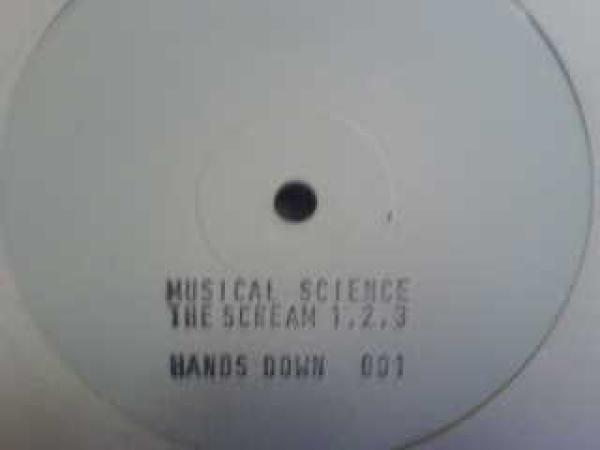 MUSICAL SCIENCE
THE SCREAM 1,2,3
HANDS DOWN 001